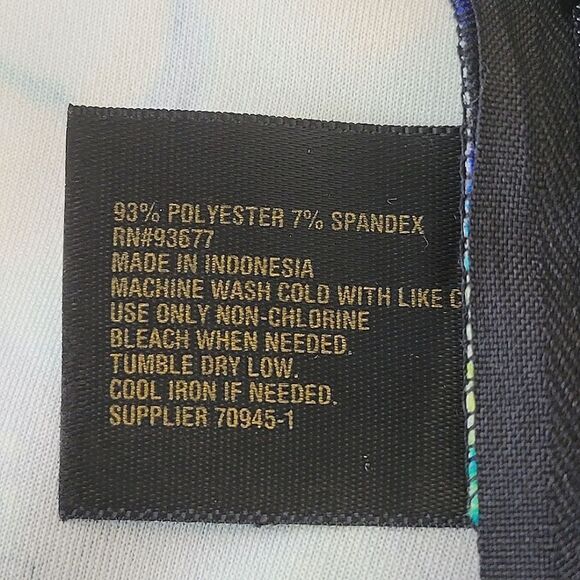 93% POLYESTER 7% SPANDEX
RN#93677
MADE IN INDONESIA
MACHINE WASH COLD WITH LIKE C
USE ONLY NON-CHLORINE
BLEACH WHEN NEEDED.
TUMBLE DRY LOW.
COOL IRON IF NEEDED.
SUPPLIER 70945-1